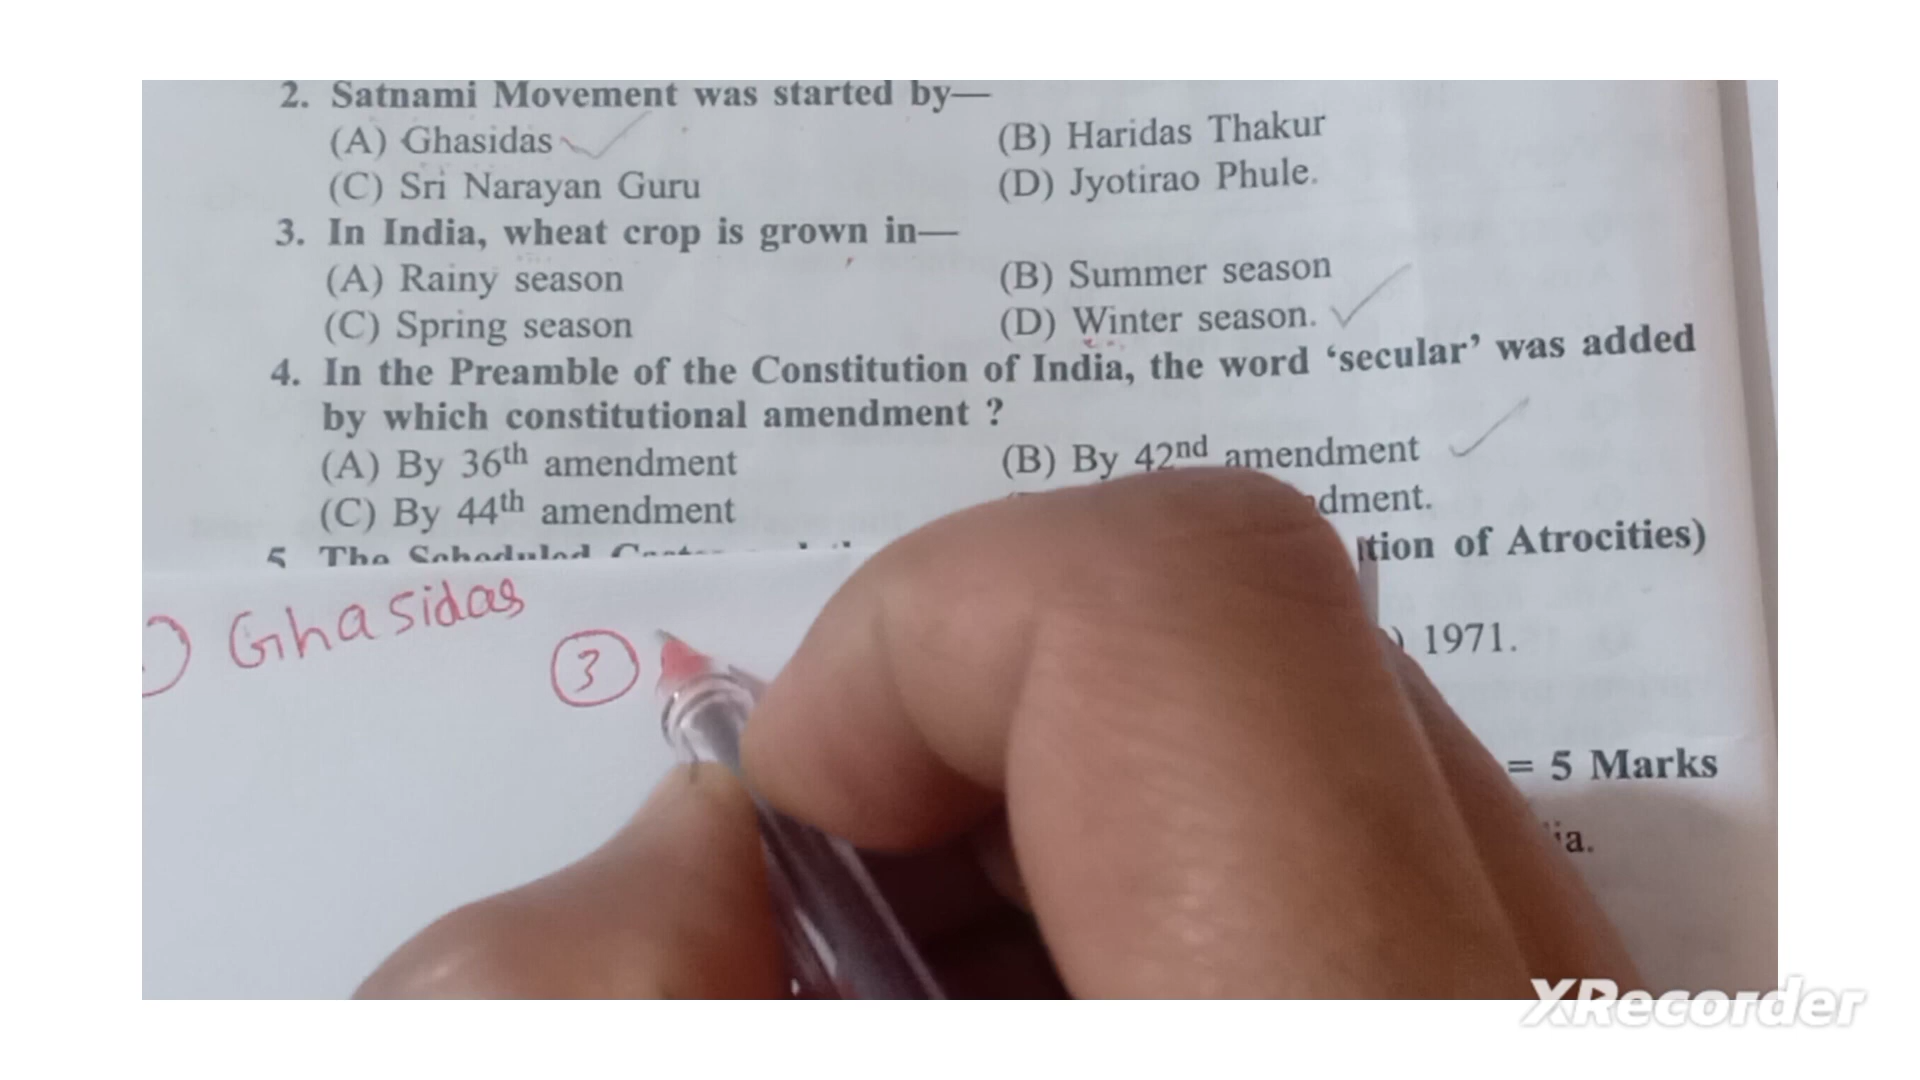 2. Satnami Movement was started by—
(A) Ghasidas
(B) Haridas Thakur
(C) Sri Narayan Guru
(D) Jyotirao Phule.
3. In India, wheat crop is grown in—
(A) Rainy season
(B) Summer season
(C) Spring season
(D) Winter season.
4. In the Preamble of the Constitution of India, the word ‘secular’ was added
by which constitutional amendment ?
(A) By 36th amendment
(B) By 42nd amendment
(C) By 44th amendment
5 The Scheduled
of Atrocities)
1971.
Ghasidas
3
= 5 Marks
XRecorder